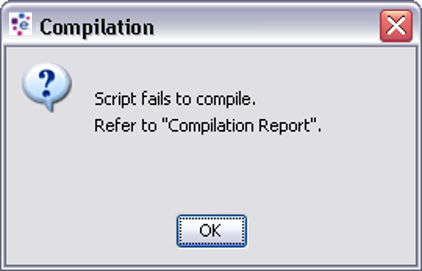 Compilation
Script fails to compile.
Refer to "Compilation Report".
OK